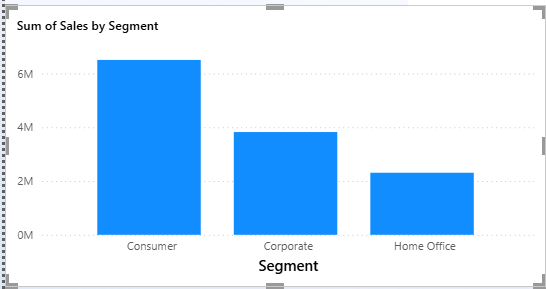 Sum of Sales by Segment
6M
4M
2M
0M
Consumer Corporate Home Office
Segment